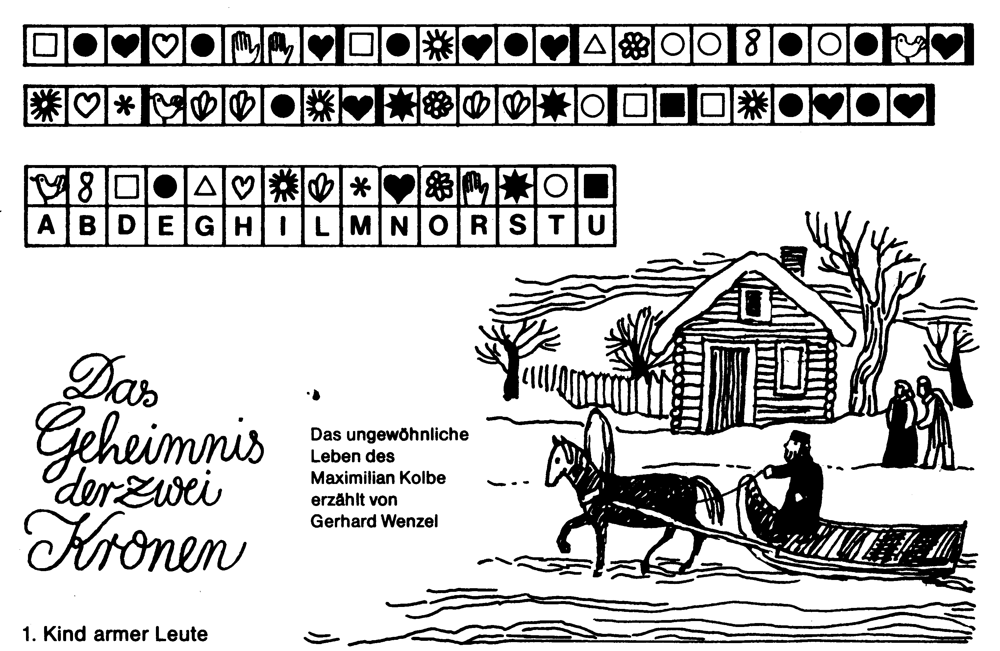 A B D E G H I L M N O R S T U
Das
Geheimnis
der zwei
Kronen
Das ungewöhnliche
Leben des
Maximilian Kolbe
erzählt von
Gerhard Wenzel
1. Kind armer Leute